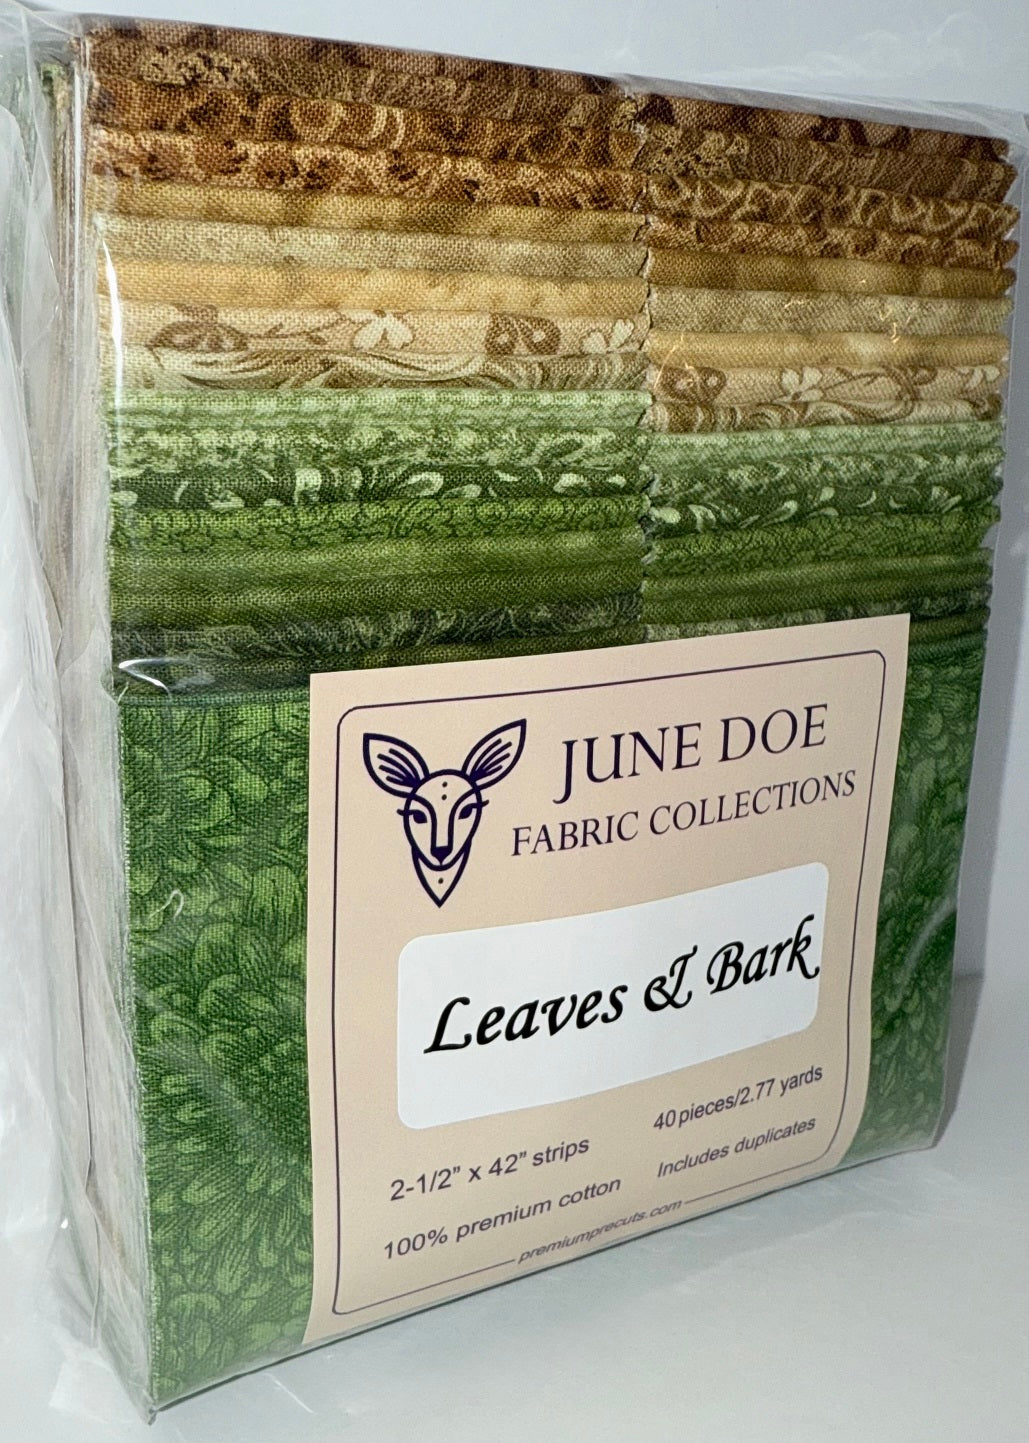 JUNE DOE
FABRIC COLLECTIONS
Leaves & Bark
2-1/2" x 42" strips
40 pieces/2.77 yards
100% premium cotton
Includes duplicates
premiumprecuts.com